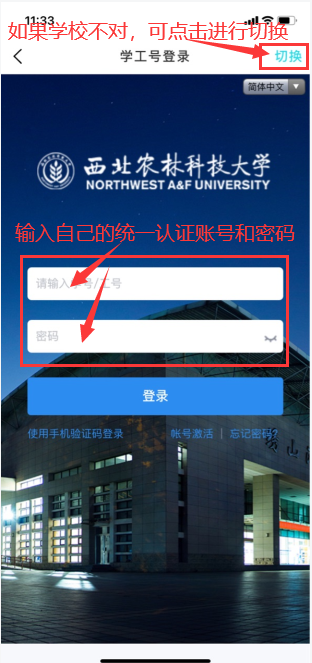 11:33
如果学校不对，可点击进行切换
学工号登录
切换
简体中文
西北农林科技大学
NORTHWEST A&F UNIVERSITY
输入自己的统一认证账号和密码
请输入学号/工号
密码
登录
使用手机验证码登录
帐号激活 | 忘记密码?